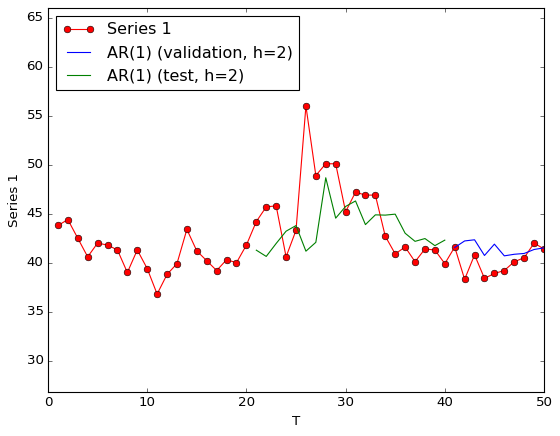 65
60
55
50
45
40
35
30
0
10
20
30
40
50
T
Series 1
Series 1
AR(1) (validation, h=2)
AR(1) (test, h=2)